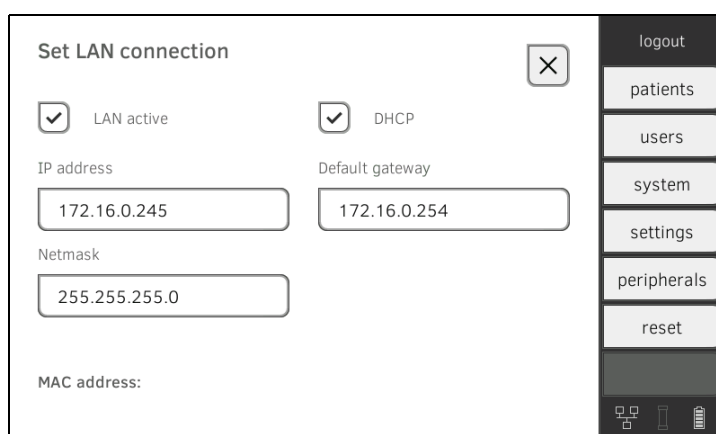 Set LAN connection
LAN active
DHCP
IP address
Default gateway
172.16.0.245
172.16.0.254
Netmask
255.255.255.0
MAC address:
logout
patients
users
system
settings
peripherals
reset